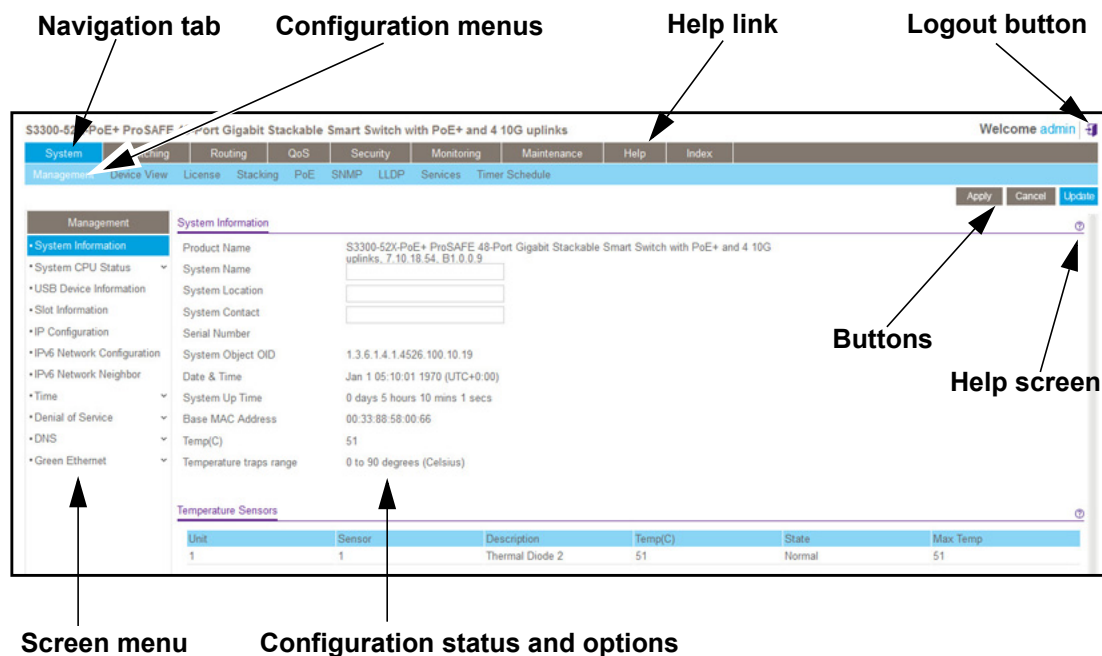 Navigation tab Configuration menus Help link Logout button
S3300-52X-PoE+ ProSAFE 48-Port Gigabit Stackable Smart Switch with PoE+ and 4 10G uplinks Welcome admin
System Switching Routing QoS Security Monitoring Maintenance Help Index
Management Device View License Stacking PoE SNMP LLDP Services Timer Schedule
Apply Cancel Update
Management System Information
• System Information Product Name S3300-52X-PoE+ ProSAFE 48-Port Gigabit Stackable Smart Switch with PoE+ and 4 10G
uplinks, 7.10.18.54, B1.0.0.9
• System CPU Status System Name
• USB Device Information System Location
• Slot Information System Contact
• IP Configuration Serial Number
• IPv6 Network Configuration System Object OID 1.3.6.1.4.1.4526.100.10.19
• IPv6 Network Neighbor Date & Time Jan 1 05:10:01 1970 (UTC+0:00)
• Time System Up Time 0 days 5 hours 10 mins 1 secs
• Denial of Service Base MAC Address 00:33:88:58:00:66
• DNS Temp(C) 51
• Green Ethernet Temperature traps range 0 to 90 degrees (Celsius)
Buttons
Help screen
Temperature Sensors
Unit Sensor Description Temp(C) State Max Temp
1 1 Thermal Diode 2 51 Normal 51
Screen menu Configuration status and options